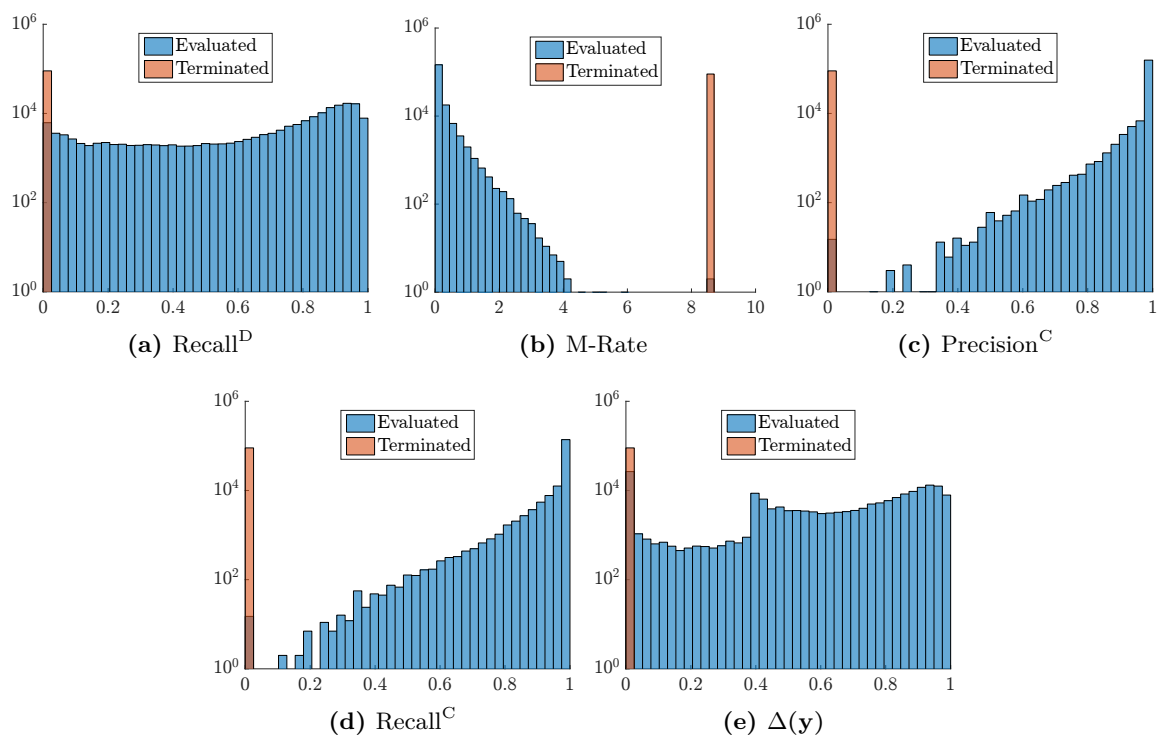 10^6
10^4
10^2
10^0
Evaluated
Terminated
0 0.2 0.4 0.6 0.8 1
(a) Recall^D
10^6
10^4
10^2
10^0
Evaluated
Terminated
0 2 4 6 8 10
(b) M-Rate
10^6
10^4
10^2
10^0
Evaluated
Terminated
0 0.2 0.4 0.6 0.8 1
(c) Precision^C
10^6
10^4
10^2
10^0
Evaluated
Terminated
0 0.2 0.4 0.6 0.8 1
(d) Recall^C
10^6
10^4
10^2
10^0
Evaluated
Terminated
0 0.2 0.4 0.6 0.8 1
(e) Δ(y)